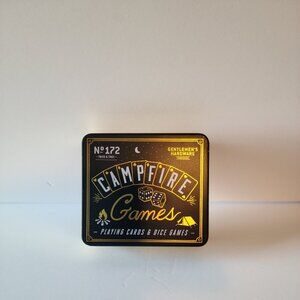 Nº 172
GENTLEMEN'S
HARDWARE
CAMPFIRE
Games
PLAYING CARDS & DICE GAMES